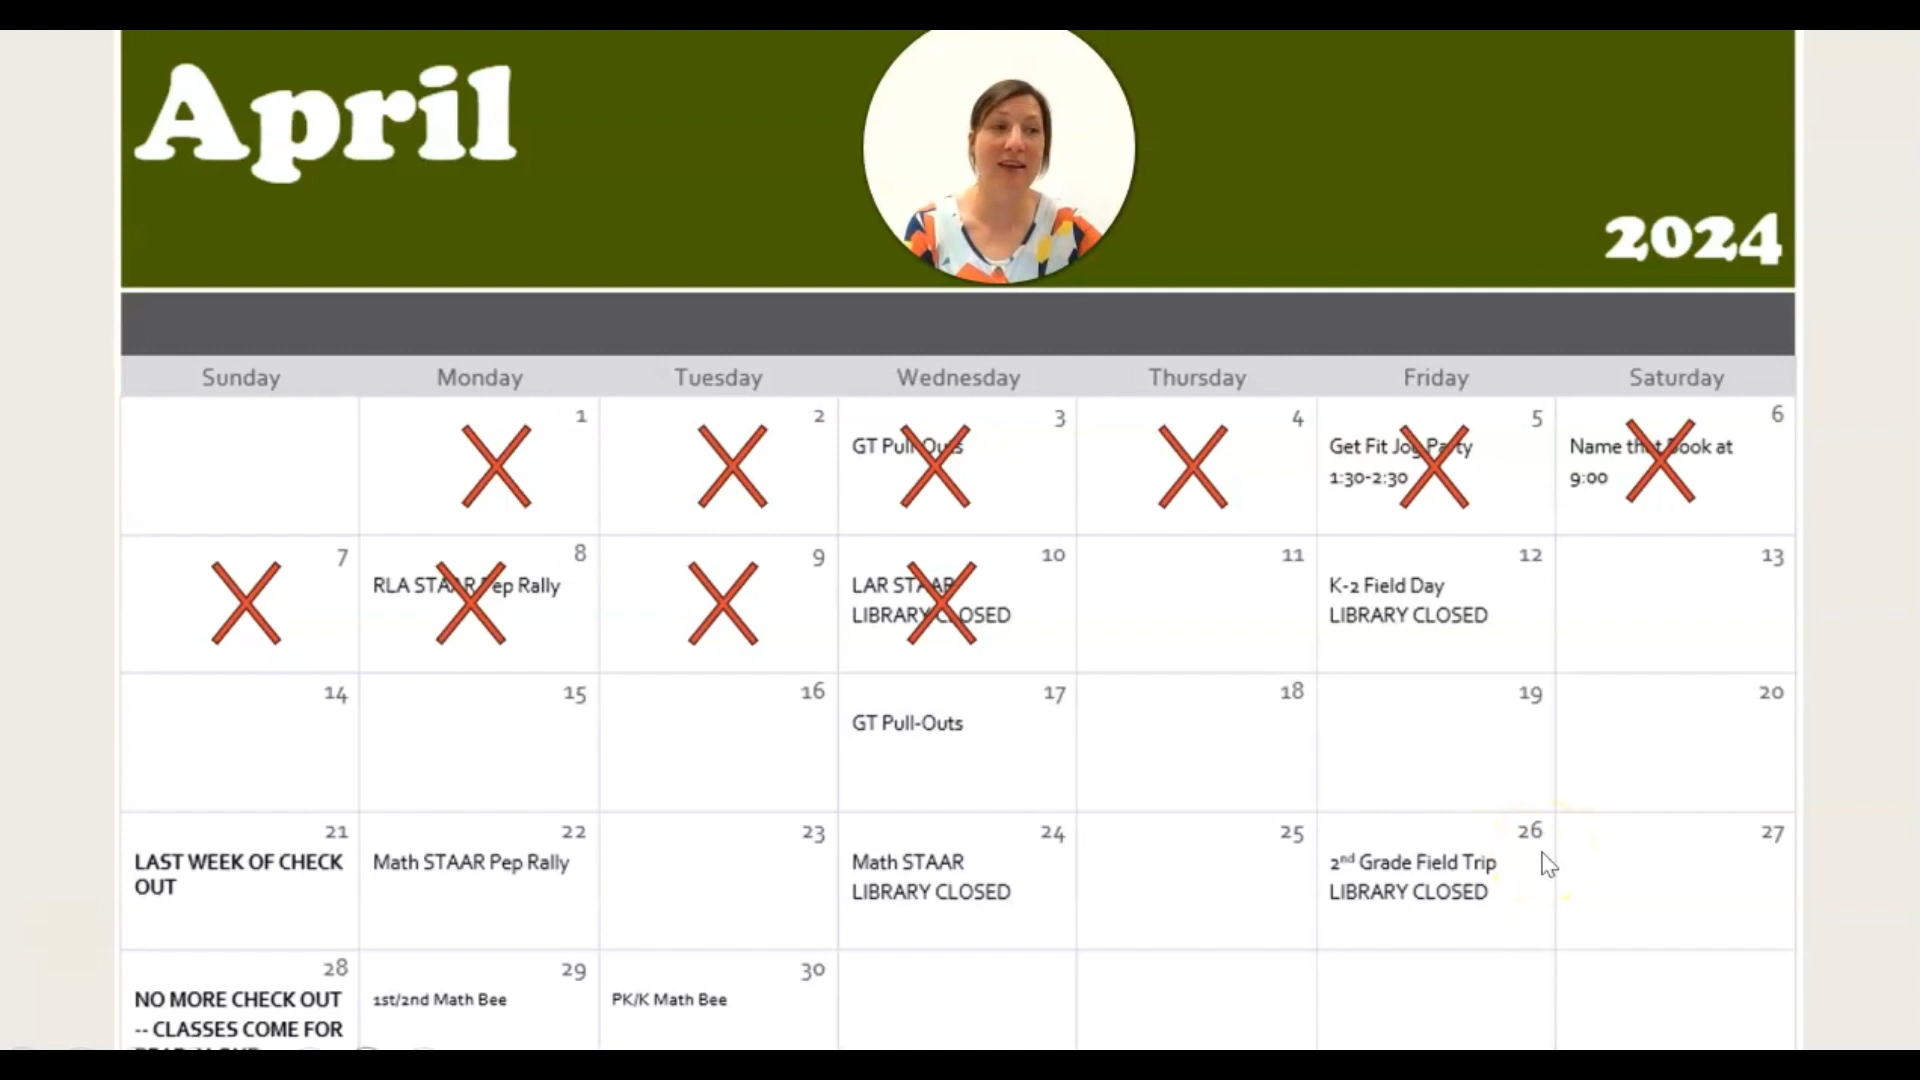 April
2024
Sunday Monday Tuesday Wednesday Thursday Friday Saturday
1 2 3 4 5 6
GT Pull-Outs
Get Fit Jog Party
1:30-2:30
Name that Book at
9:00
7 8 9 10 11 12 13
RLA STAAR Pep Rally
LAR STAAR
LIBRARY CLOSED
K-2 Field Day
LIBRARY CLOSED
14 15 16 17 18 19 20
GT Pull-Outs
21 22 23 24 25 26 27
LAST WEEK OF CHECK
OUT
Math STAAR Pep Rally
Math STAAR
LIBRARY CLOSED
2nd Grade Field Trip
LIBRARY CLOSED
28 29 30
NO MORE CHECK OUT
-- CLASSES COME FOR
1st/2nd Math Bee
PK/K Math Bee